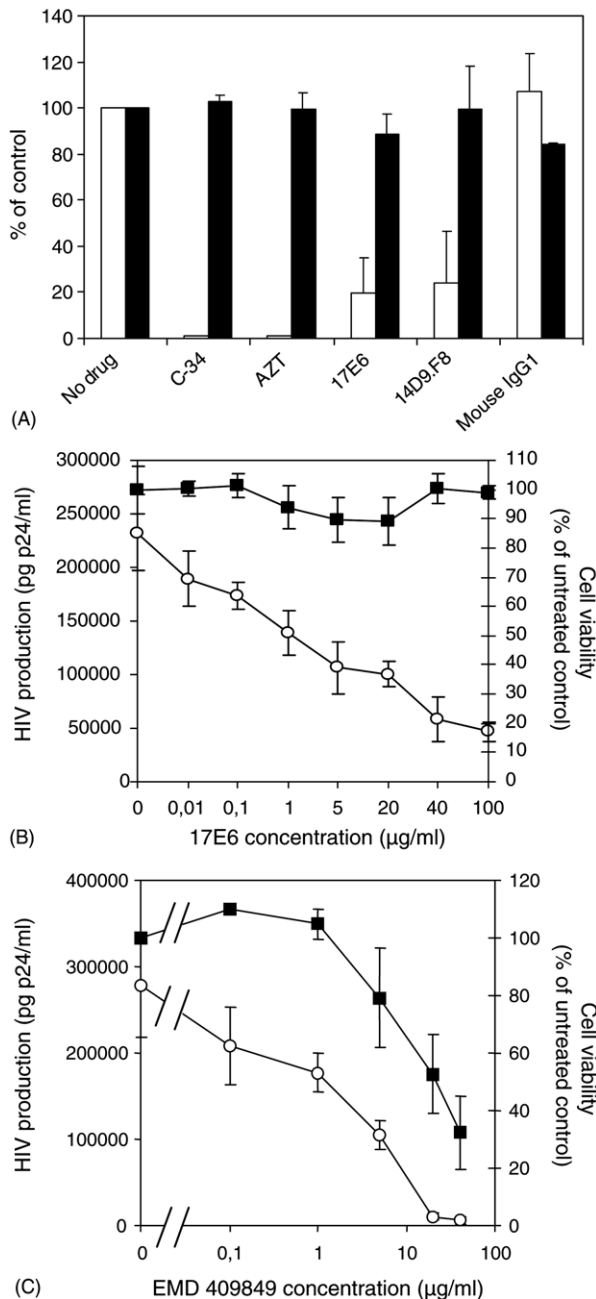 140
120
100
80
60
40
20
0
% of control
No drug
C-34
AZT
17E6
14D9.F8
Mouse IgG1
(A)
300000
250000
200000
150000
100000
50000
0
HIV production (pg p24/ml)
110
100
90
80
70
60
50
40
30
20
10
0
Cell viability
(% of untreated control)
0
0,01
0,1
1
5
20
40
100
17E6 concentration (µg/ml)
(B)
400000
300000
200000
100000
0
HIV production (pg p24/ml)
120
100
80
60
40
20
0
Cell viability
(% of untreated control)
0
0,1
1
10
100
EMD 409849 concentration (µg/ml)
(C)